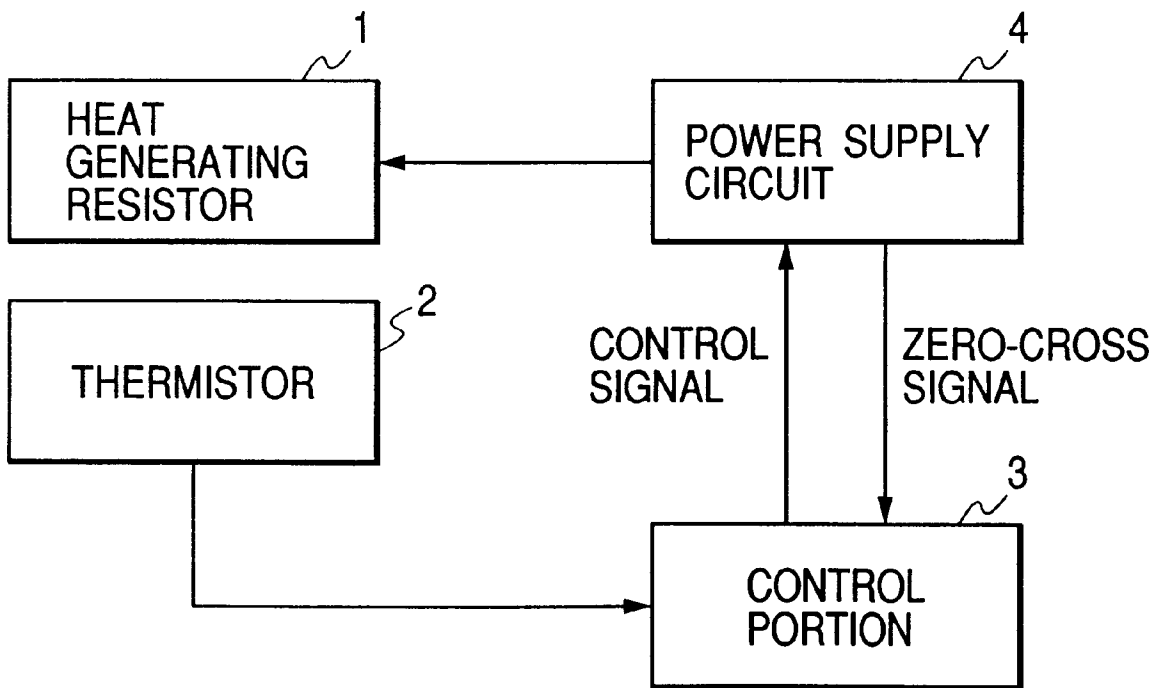 1
HEAT
GENERATING
RESISTOR
4
POWER SUPPLY
CIRCUIT
2
THERMISTOR
CONTROL
SIGNAL
ZERO-CROSS
SIGNAL
3
CONTROL
PORTION